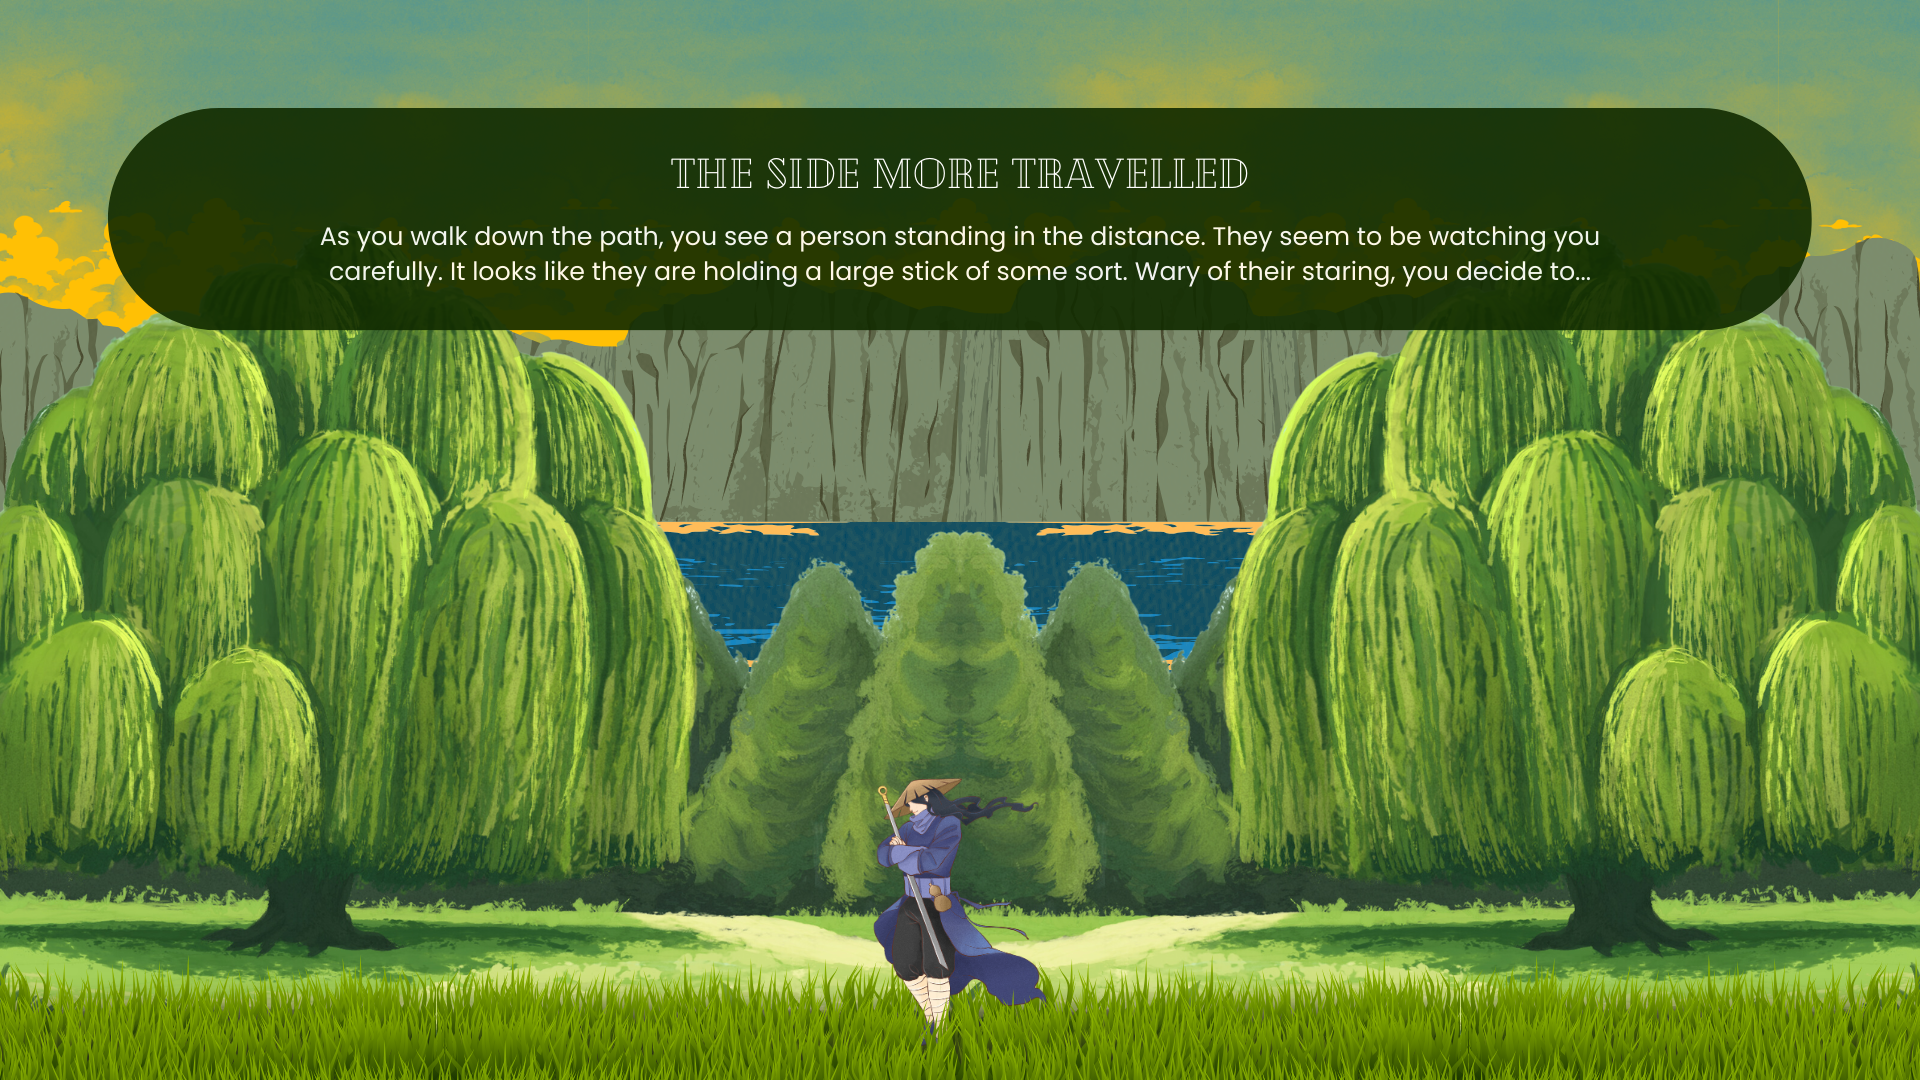 THE SIDE MORE TRAVELLED
As you walk down the path, you see a person standing in the distance. They seem to be watching you
carefully. It looks like they are holding a large stick of some sort. Wary of their staring, you decide to...